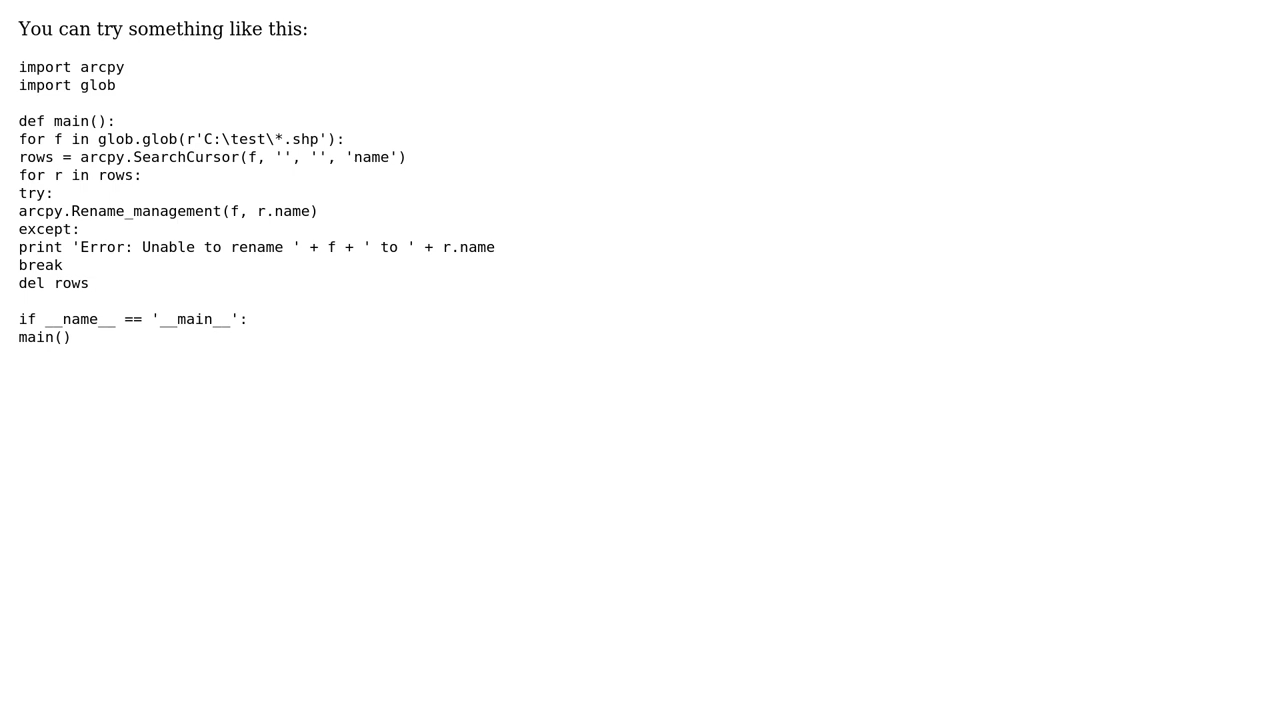 You can try something like this:
import arcpy
import glob
def main():
for f in glob.glob(r'C:\test\*.shp'):
rows = arcpy.SearchCursor(f, '', '', 'name')
for r in rows:
try:
arcpy.Rename_management(f, r.name)
except:
print 'Error: Unable to rename ' + f + ' to ' + r.name
break
del rows
if __name__ == '__main__':
main()